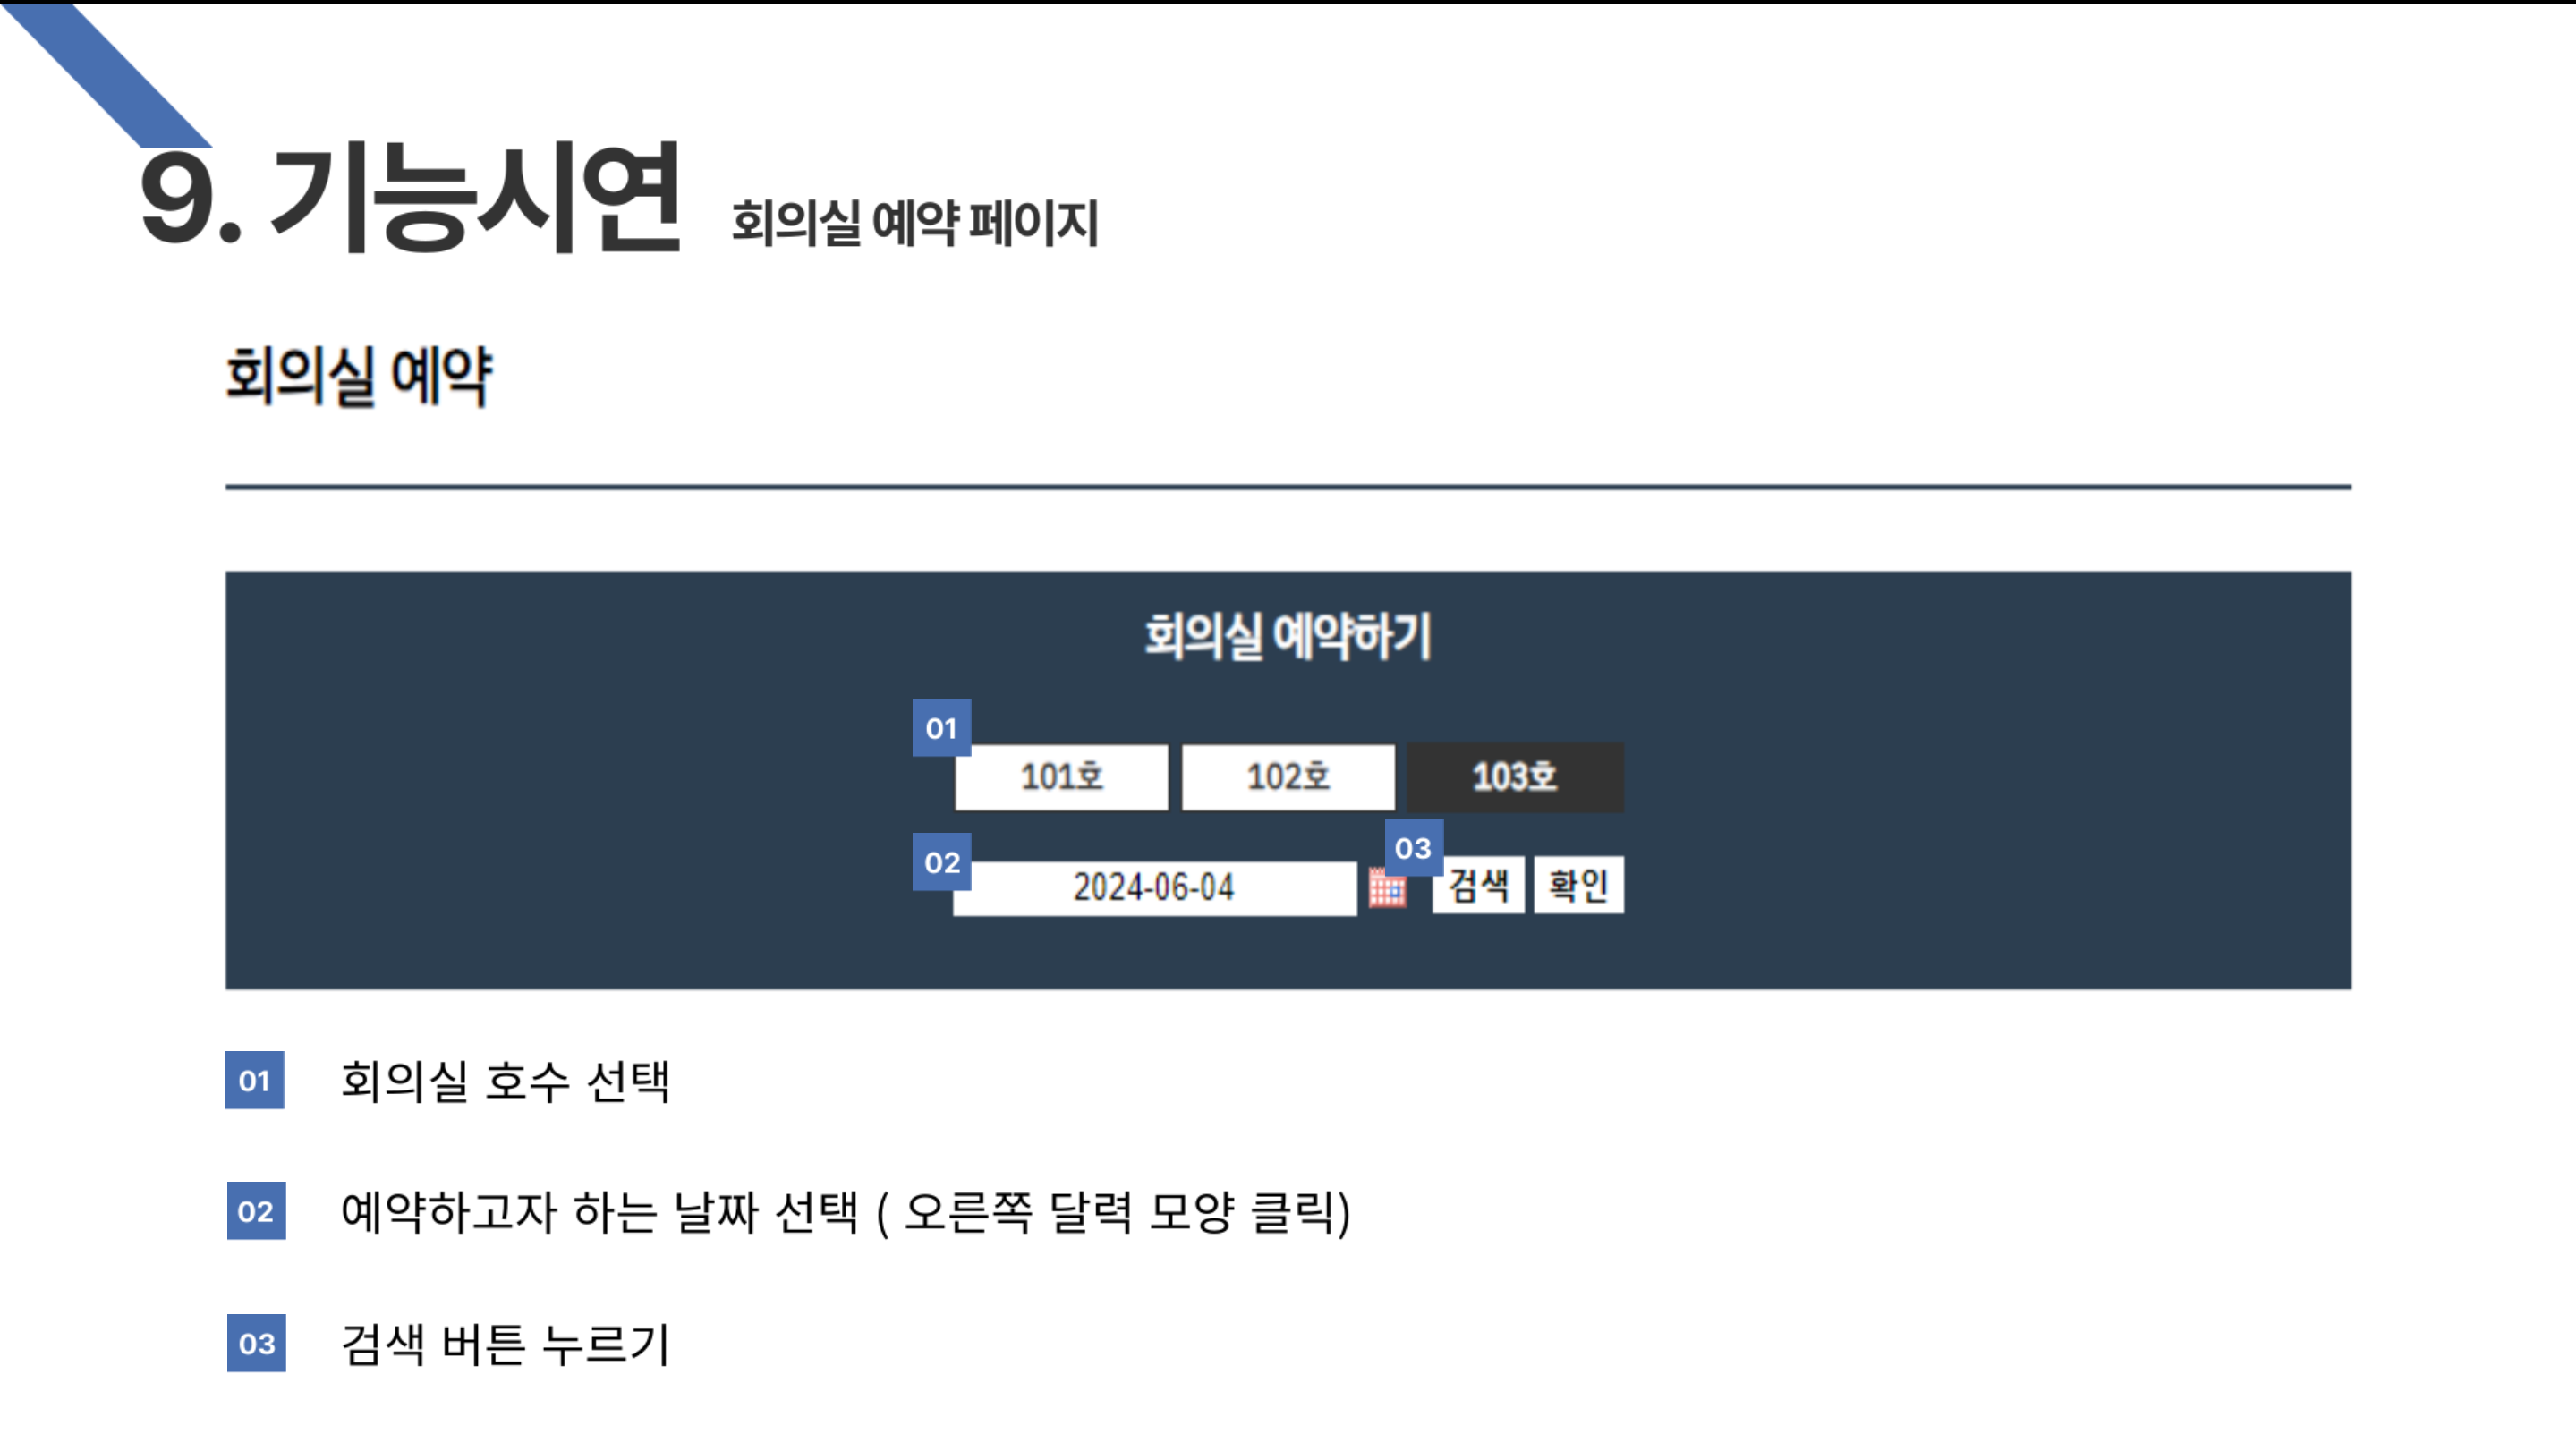 9. 기능시연 회의실 예약 페이지
회의실 예약
회의실 예약하기
01
101호 102호 103호
02 03
2024-06-04 검색 확인
01 회의실 호수 선택
02 예약하고자 하는 날짜 선택 ( 오른쪽 달력 모양 클릭)
03 검색 버튼 누르기